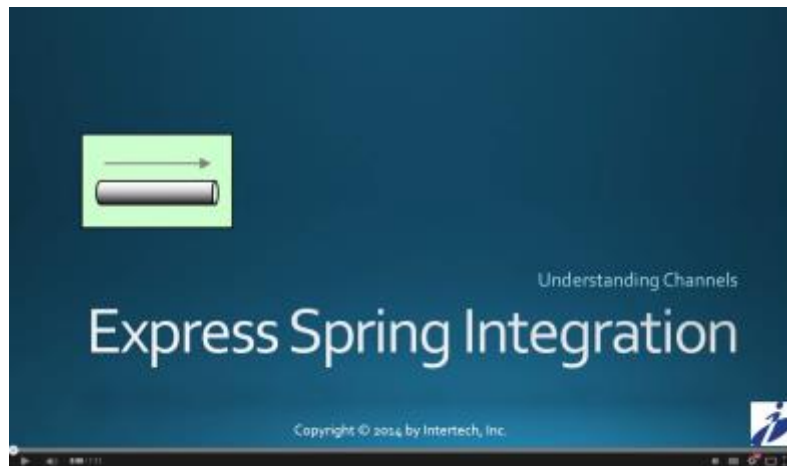 Understanding Channels
Express Spring Integration
Copyright © 2014 by Intertech, Inc.